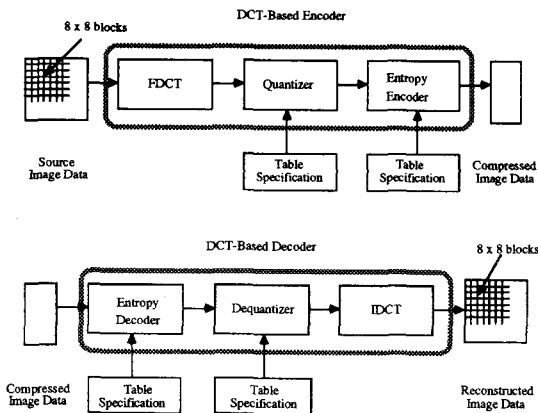 DCT-Based Encoder
8 x 8 blocks
FDCT
Quantizer
Entropy
Encoder
Source
Image Data
Table
Specification
Table
Specification
Compressed
Image Data
DCT-Based Decoder
8 x 8 blocks
Entropy
Decoder
Dequantizer
IDCT
Compressed
Image Data
Table
Specification
Table
Specification
Reconstructed
Image Data